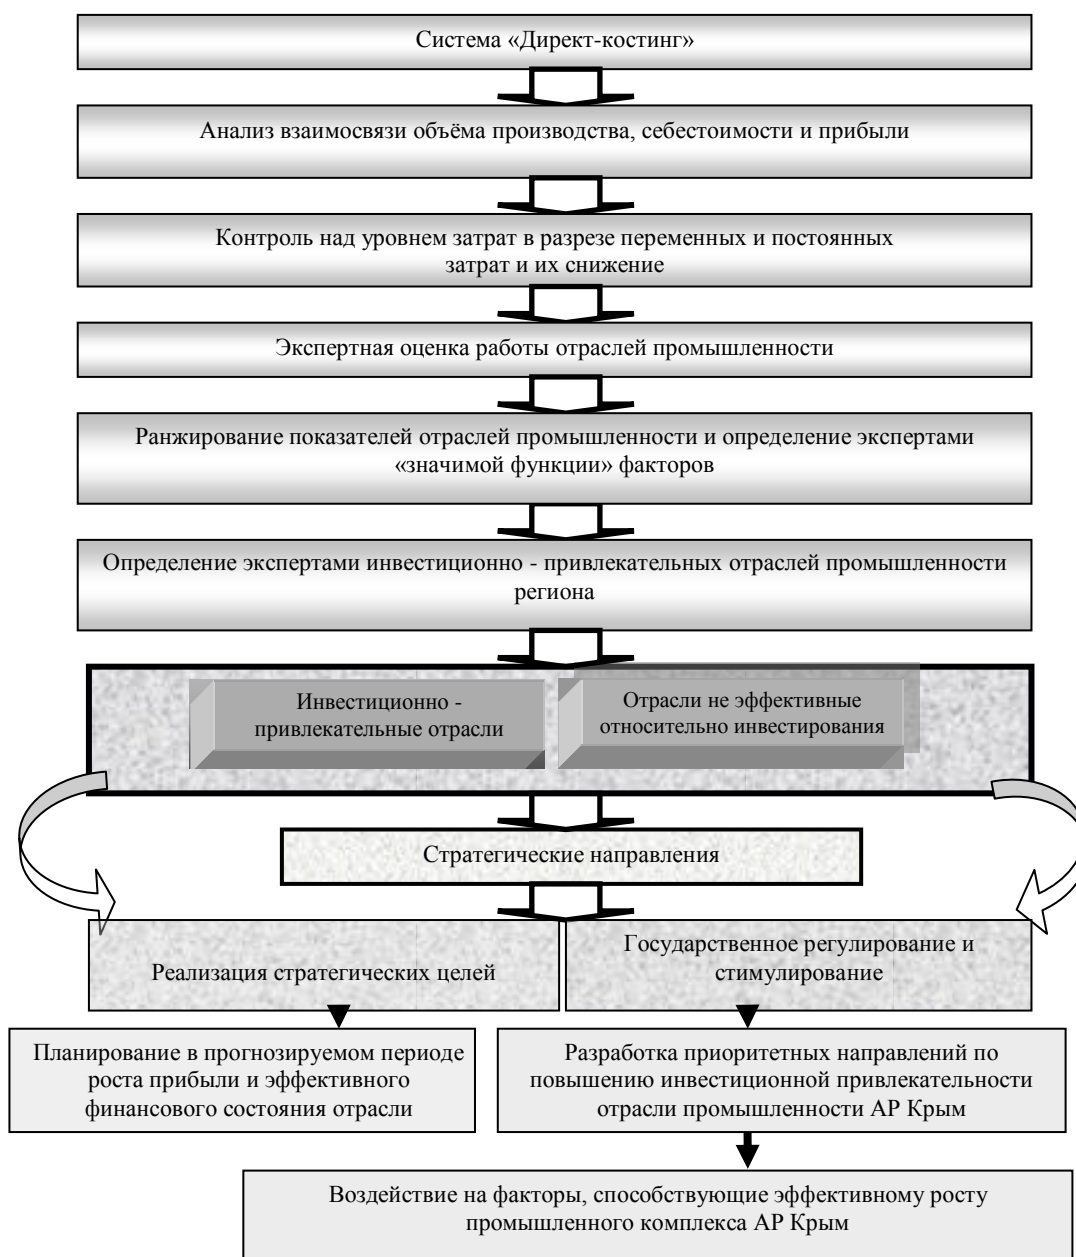 Система «Директ-костинг»
Анализ взаимосвязи объёма производства, себестоимости и прибыли
Контроль над уровнем затрат в разрезе переменных и постоянных
затрат и их снижение
Экспертная оценка работы отраслей промышленности
Ранжирование показателей отраслей промышленности и определение экспертами
«значимой функции» факторов
Определение экспертами инвестиционно - привлекательных отраслей промышленности
региона
Инвестиционно -
привлекательные отрасли
Отрасли не эффективные
относительно инвестирования
Стратегические направления
Реализация стратегических целей
Государственное регулирование и
стимулирование
Планирование в прогнозируемом периоде
роста прибыли и эффективного
финансового состояния отрасли
Разработка приоритетных направлений по
повышению инвестиционной привлекательности
отрасли промышленности АР Крым
Воздействие на факторы, способствующие эффективному росту
промышленного комплекса АР Крым